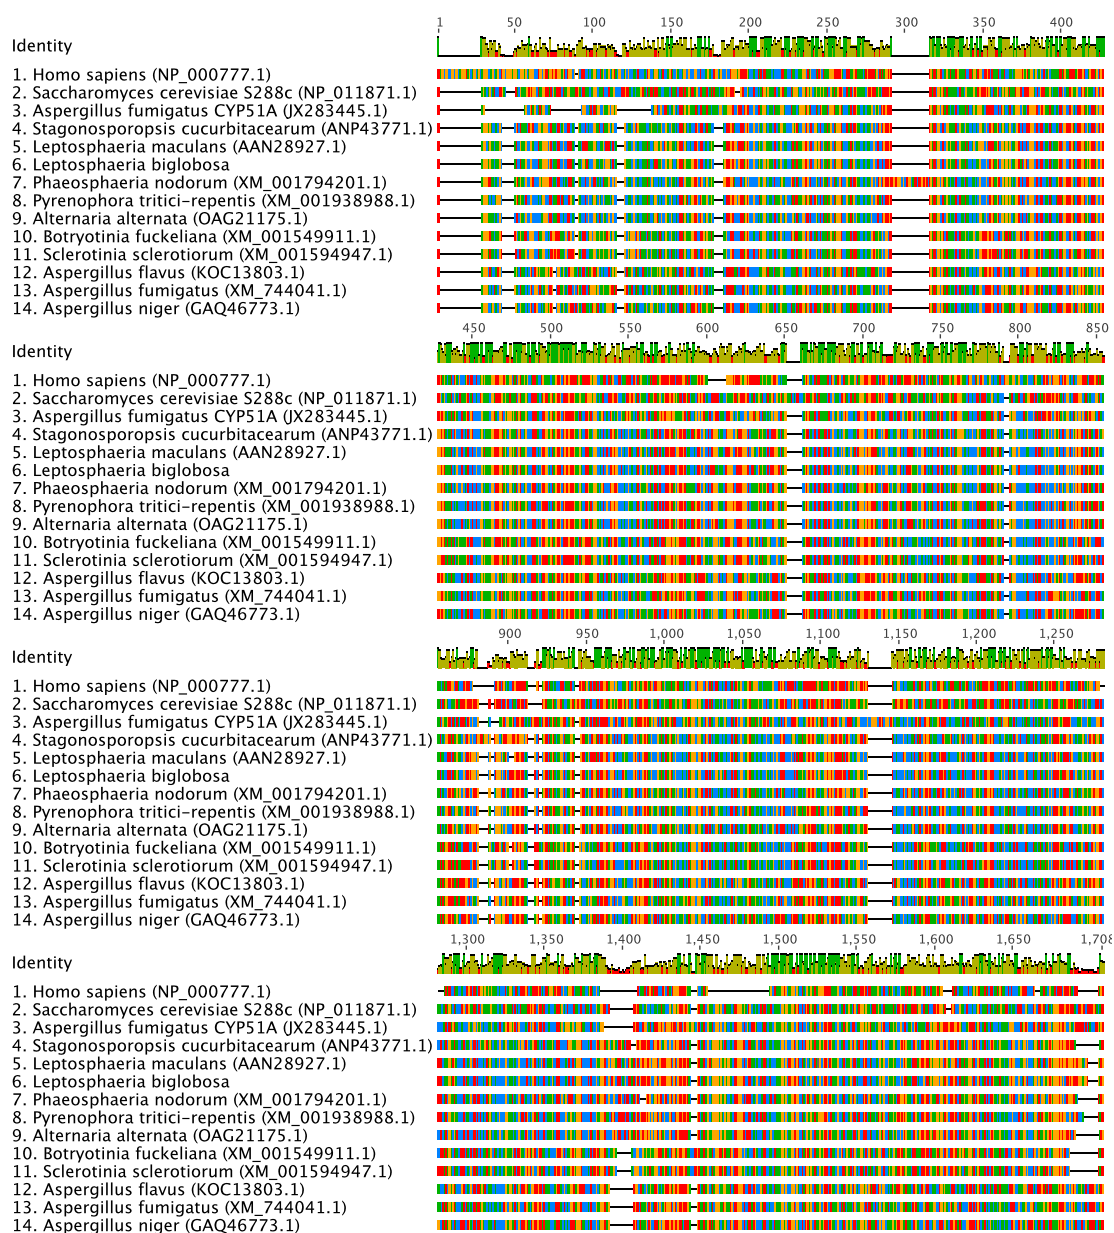 1 50 100 150 200 250 300 350 400
Identity
1. Homo sapiens (NP_000777.1)
2. Saccharomyces cerevisiae S288c (NP_011871.1)
3. Aspergillus fumigatus CYP51A (JX283445.1)
4. Stagonosporopsis cucurbitacearum (ANP43771.1)
5. Leptosphaeria maculans (AAN28927.1)
6. Leptosphaeria biglobosa
7. Phaeosphaeria nodorum (XM_001794201.1)
8. Pyrenophora tritici-repentis (XM_001938988.1)
9. Alternaria alternata (OAG21175.1)
10. Botryotinia fuckeliana (XM_001549911.1)
11. Sclerotinia sclerotiorum (XM_001594947.1)
12. Aspergillus flavus (KOC13803.1)
13. Aspergillus fumigatus (XM_744041.1)
14. Aspergillus niger (GAQ46773.1)
450 500 550 600 650 700 750 800 850
Identity
1. Homo sapiens (NP_000777.1)
2. Saccharomyces cerevisiae S288c (NP_011871.1)
3. Aspergillus fumigatus CYP51A (JX283445.1)
4. Stagonosporopsis cucurbitacearum (ANP43771.1)
5. Leptosphaeria maculans (AAN28927.1)
6. Leptosphaeria biglobosa
7. Phaeosphaeria nodorum (XM_001794201.1)
8. Pyrenophora tritici-repentis (XM_001938988.1)
9. Alternaria alternata (OAG21175.1)
10. Botryotinia fuckeliana (XM_001549911.1)
11. Sclerotinia sclerotiorum (XM_001594947.1)
12. Aspergillus flavus (KOC13803.1)
13. Aspergillus fumigatus (XM_744041.1)
14. Aspergillus niger (GAQ46773.1)
900 950 1,000 1,050 1,100 1,150 1,200 1,250
Identity
1. Homo sapiens (NP_000777.1)
2. Saccharomyces cerevisiae S288c (NP_011871.1)
3. Aspergillus fumigatus CYP51A (JX283445.1)
4. Stagonosporopsis cucurbitacearum (ANP43771.1)
5. Leptosphaeria maculans (AAN28927.1)
6. Leptosphaeria biglobosa
7. Phaeosphaeria nodorum (XM_001794201.1)
8. Pyrenophora tritici-repentis (XM_001938988.1)
9. Alternaria alternata (OAG21175.1)
10. Botryotinia fuckeliana (XM_001549911.1)
11. Sclerotinia sclerotiorum (XM_001594947.1)
12. Aspergillus flavus (KOC13803.1)
13. Aspergillus fumigatus (XM_744041.1)
14. Aspergillus niger (GAQ46773.1)
1,300 1,350 1,400 1,450 1,500 1,550 1,600 1,650 1,708
Identity
1. Homo sapiens (NP_000777.1)
2. Saccharomyces cerevisiae S288c (NP_011871.1)
3. Aspergillus fumigatus CYP51A (JX283445.1)
4. Stagonosporopsis cucurbitacearum (ANP43771.1)
5. Leptosphaeria maculans (AAN28927.1)
6. Leptosphaeria biglobosa
7. Phaeosphaeria nodorum (XM_001794201.1)
8. Pyrenophora tritici-repentis (XM_001938988.1)
9. Alternaria alternata (OAG21175.1)
10. Botryotinia fuckeliana (XM_001549911.1)
11. Sclerotinia sclerotiorum (XM_001594947.1)
12. Aspergillus flavus (KOC13803.1)
13. Aspergillus fumigatus (XM_744041.1)
14. Aspergillus niger (GAQ46773.1)